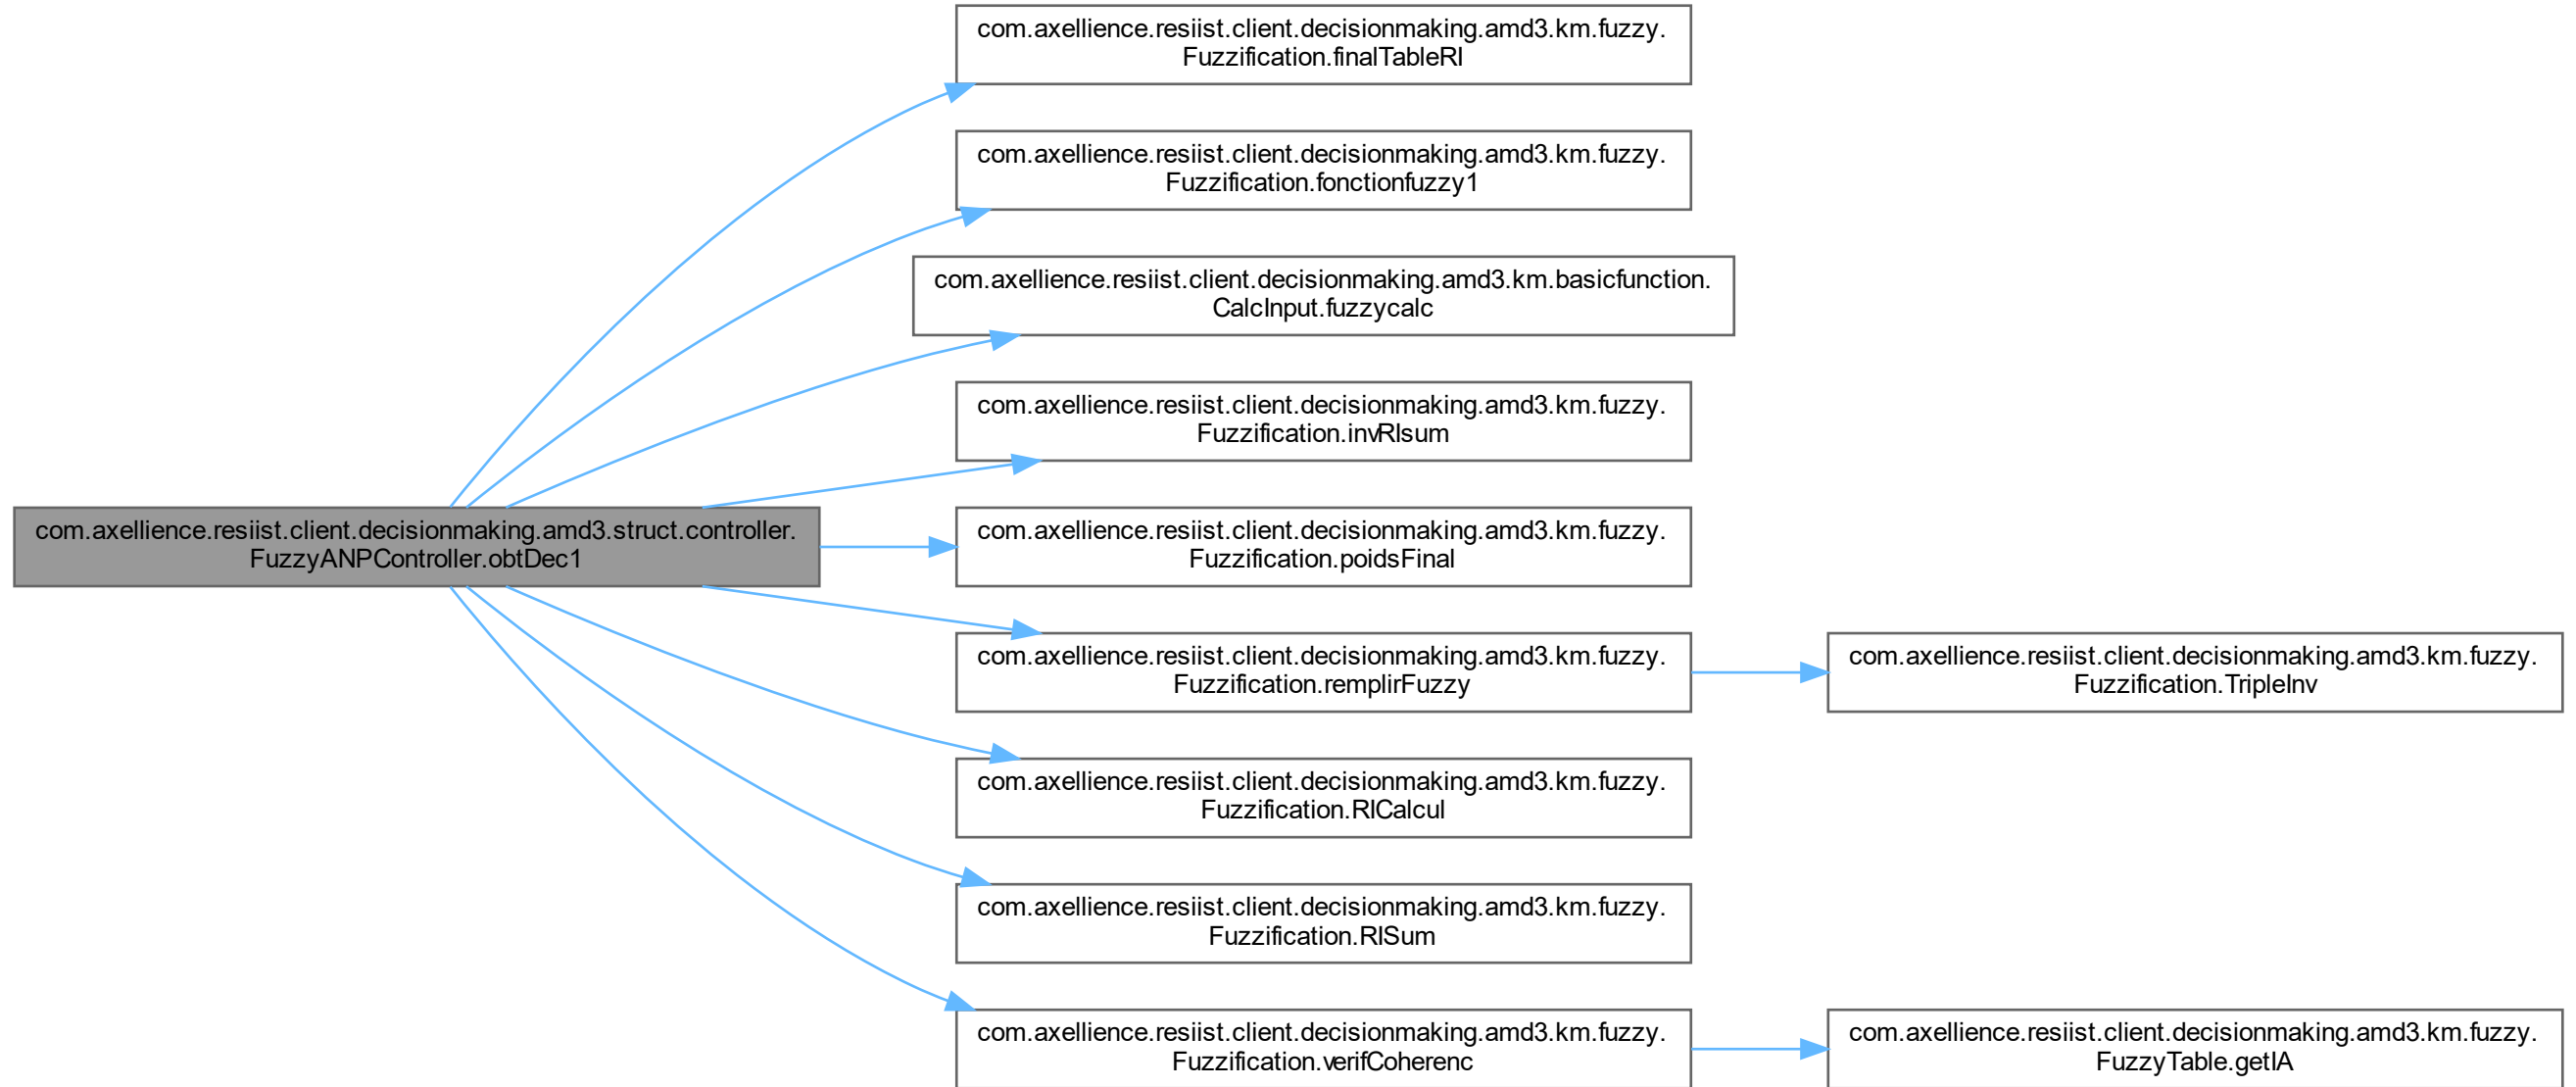 com.axellience.resiist.client.decisionmaking.amd3.km.fuzzy.
Fuzzification.finalTableRI
com.axellience.resiist.client.decisionmaking.amd3.km.fuzzy.
Fuzzification.fonctionfuzzy1
com.axellience.resiist.client.decisionmaking.amd3.km.basicfunction.
CalcInput.fuzzycalc
com.axellience.resiist.client.decisionmaking.amd3.km.fuzzy.
Fuzzification.invRIsum
com.axellience.resiist.client.decisionmaking.amd3.struct.controller.
FuzzyANPController.obtDec1
com.axellience.resiist.client.decisionmaking.amd3.km.fuzzy.
Fuzzification.poidsFinal
com.axellience.resiist.client.decisionmaking.amd3.km.fuzzy.
Fuzzification.remplirFuzzy
com.axellience.resiist.client.decisionmaking.amd3.km.fuzzy.
Fuzzification.TripleInv
com.axellience.resiist.client.decisionmaking.amd3.km.fuzzy.
Fuzzification.RICalcul
com.axellience.resiist.client.decisionmaking.amd3.km.fuzzy.
Fuzzification.RISum
com.axellience.resiist.client.decisionmaking.amd3.km.fuzzy.
Fuzzification.verifCoherenc
com.axellience.resiist.client.decisionmaking.amd3.km.fuzzy.
FuzzyTable.getIA